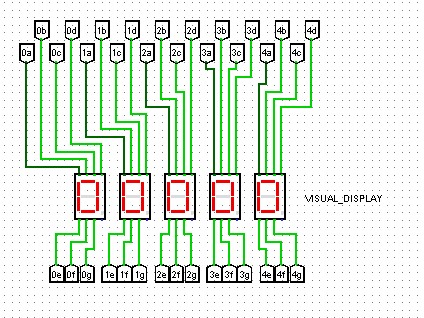 0b 0d 1b 1d 2b 2d 3b 3d 4b 4d
0a 0c 1a 1c 2a 2c 3a 3c 4a 4c
VISUAL_DISPLAY
0e 0f 0g 1e 1f 1g 2e 2f 2g 3e 3f 3g 4e 4f 4g